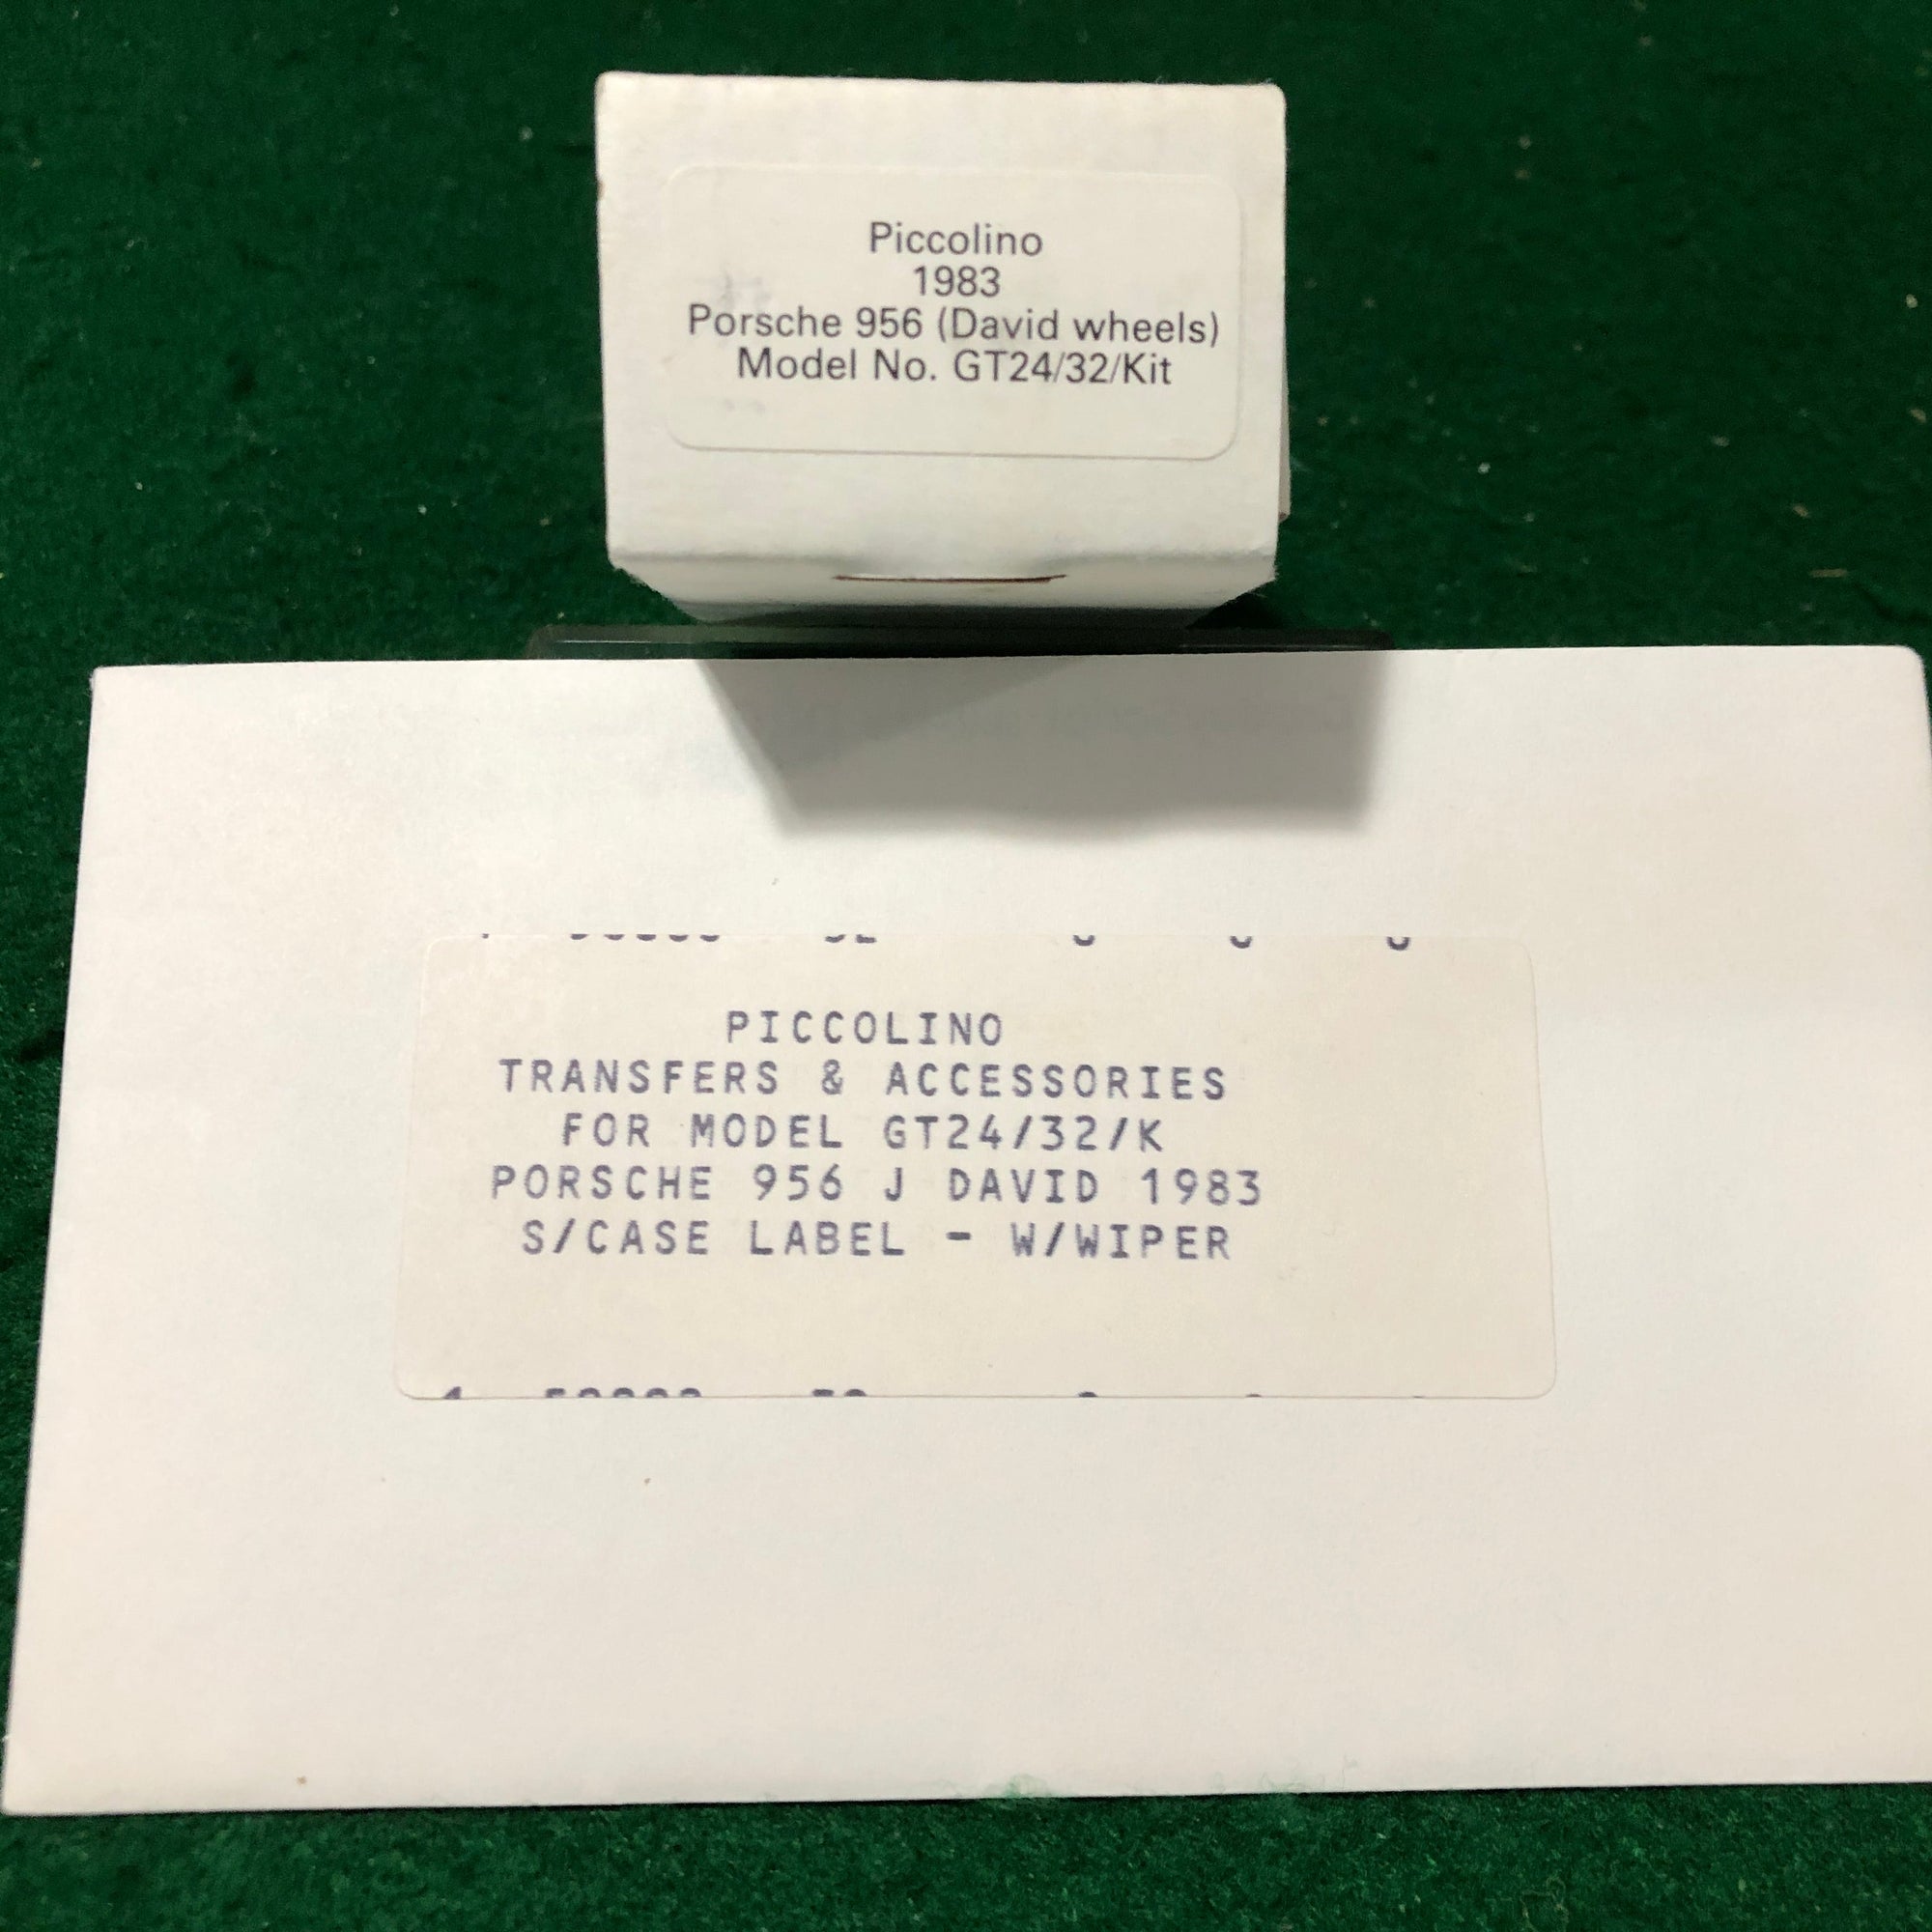 Piccolino
1983
Porsche 956 (David wheels)
Model No. GT24/32/Kit
PICCOLINO
TRANSFERS & ACCESSORIES
FOR MODEL GT24/32/K
PORSCHE 956 J DAVID 1983
S/CASE LABEL - W/WIPER